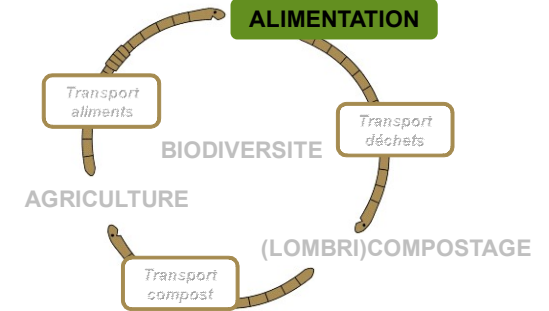 ALIMENTATION
Transport
aliments
Transport
déchets
BIODIVERSITE
AGRICULTURE
(LOMBRI)COMPOSTAGE
Transport
compost